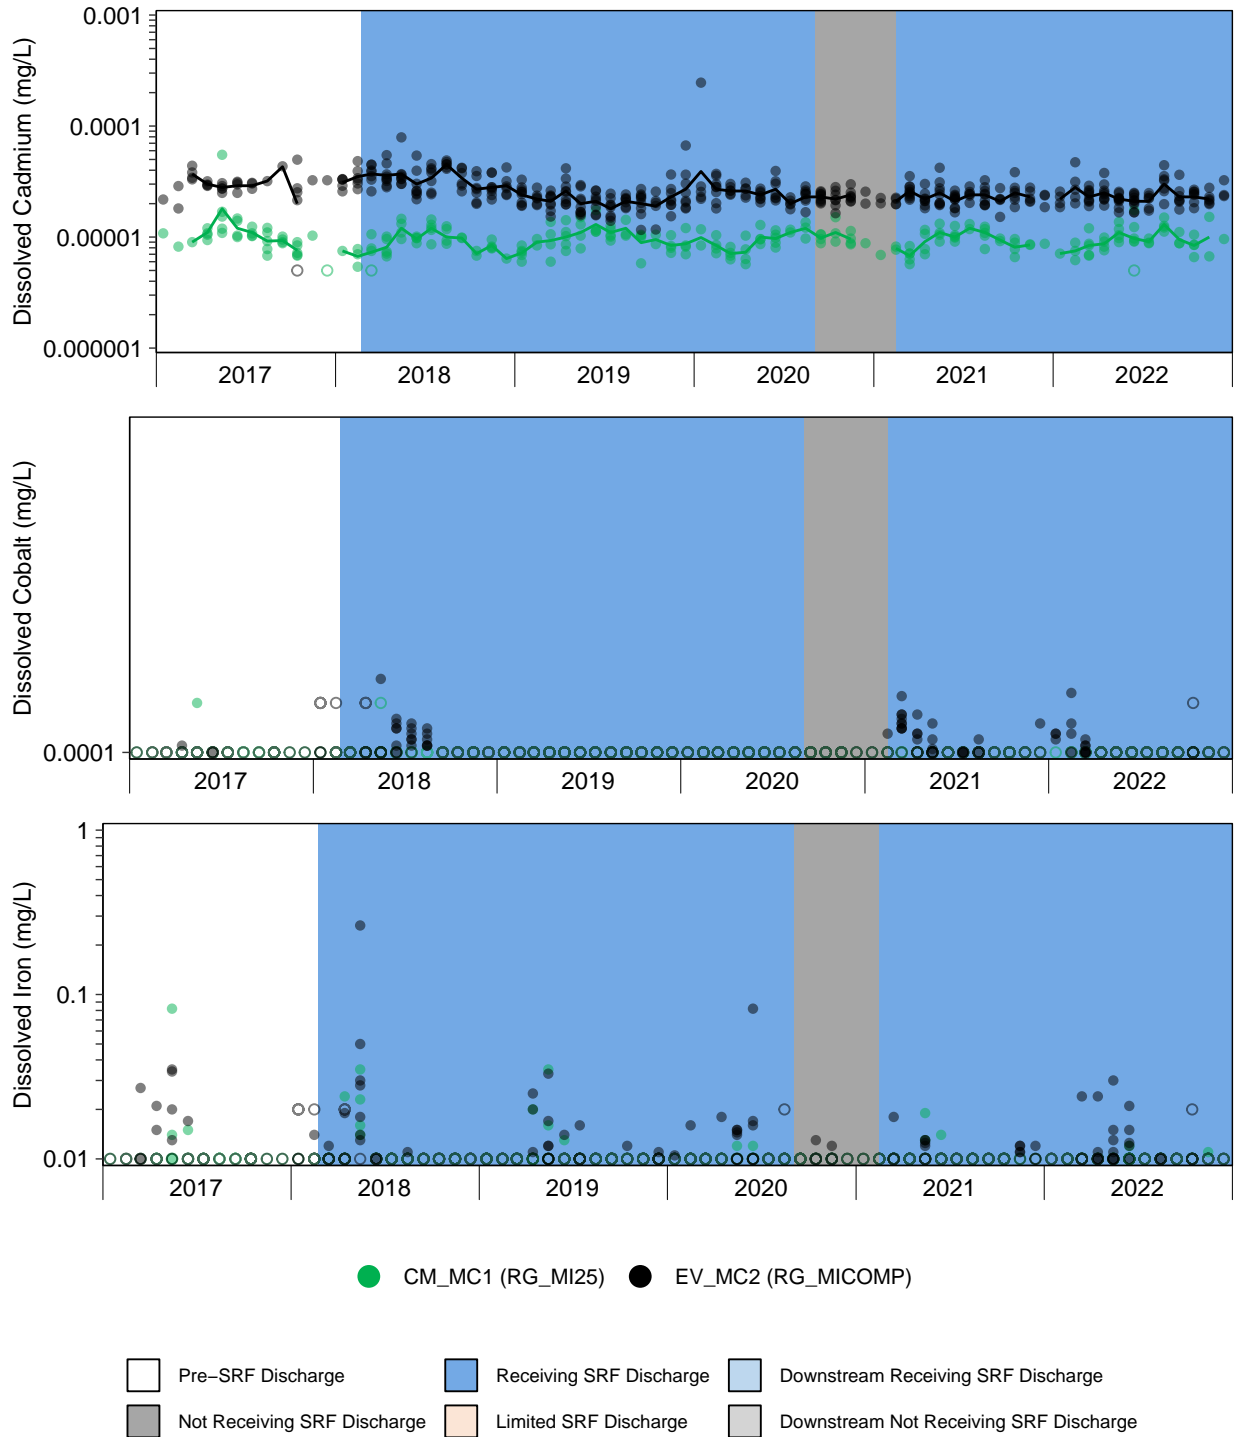 Dissolved Cadmium (mg/L)
0.001
0.0001
0.00001
0.000001
2017 2018 2019 2020 2021 2022
Dissolved Cobalt (mg/L)
0.0001
2017 2018 2019 2020 2021 2022
Dissolved Iron (mg/L)
1
0.1
0.01
2017 2018 2019 2020 2021 2022
CM_MC1 (RG_MI25) EV_MC2 (RG_MICOMP)
Pre−SRF Discharge Receiving SRF Discharge Downstream Receiving SRF Discharge
Not Receiving SRF Discharge Limited SRF Discharge Downstream Not Receiving SRF Discharge